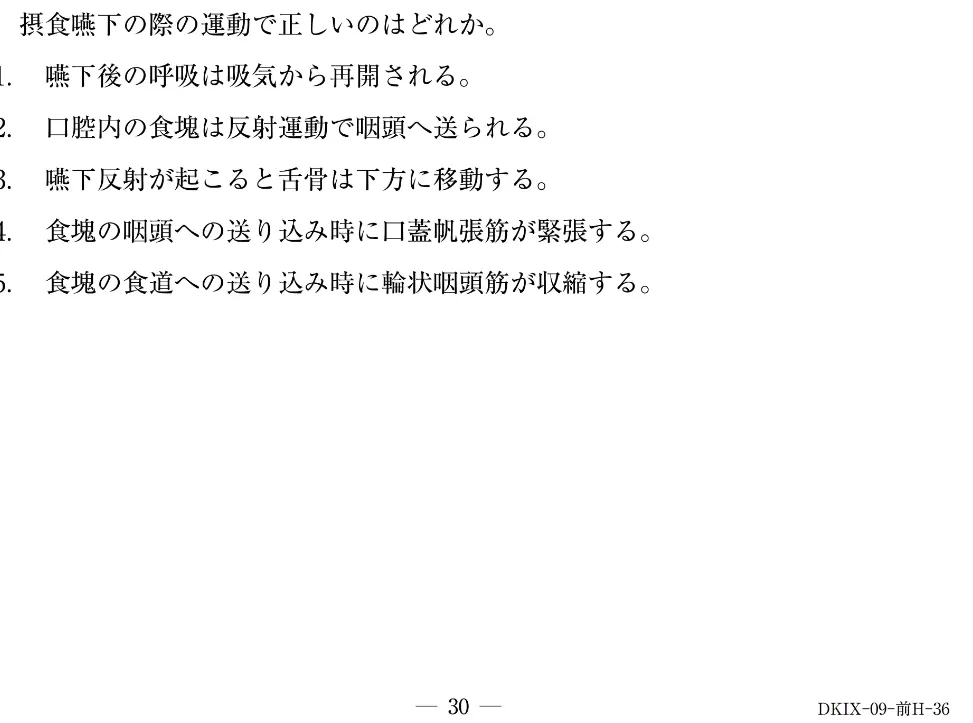 摂食嚥下の際の運動で正しいのはどれか。
1. 嚥下後の呼吸は吸気から再開される。
2. 口腔内の食塊は反射運動で咽頭へ送られる。
3. 嚥下反射が起こると舌骨は下方に移動する。
4. 食塊の咽頭への送り込み時に口蓋帆張筋が緊張する。
5. 食塊の食道への送り込み時に輪状咽頭筋が収縮する。
— 30 —
DKIX-09-前H-36